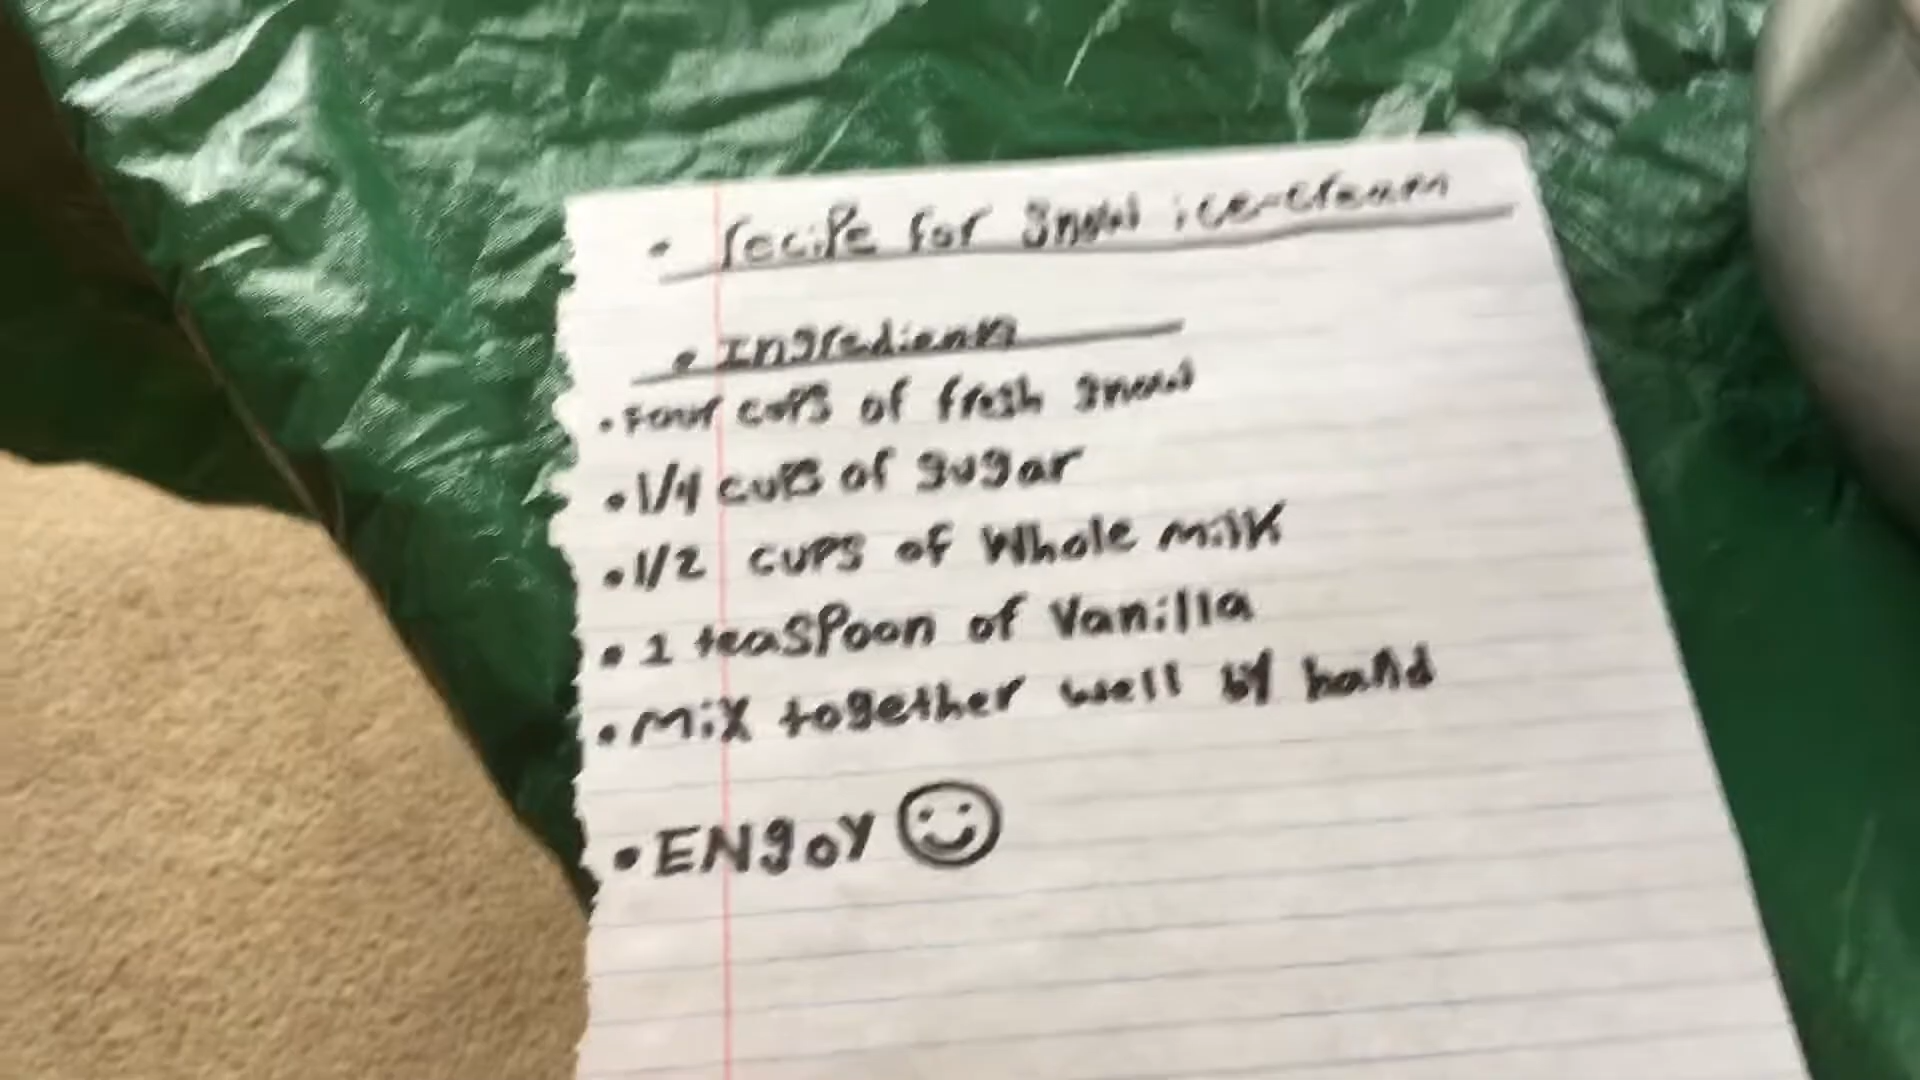 • recipe for snow ice-cream
• Ingredients
• Four cups of fresh snow
• 1/4 cups of sugar
• 1/2 cups of Whole milk
• 1 teaspoon of Vanilla
• Mix together well by hand
• ENJOY